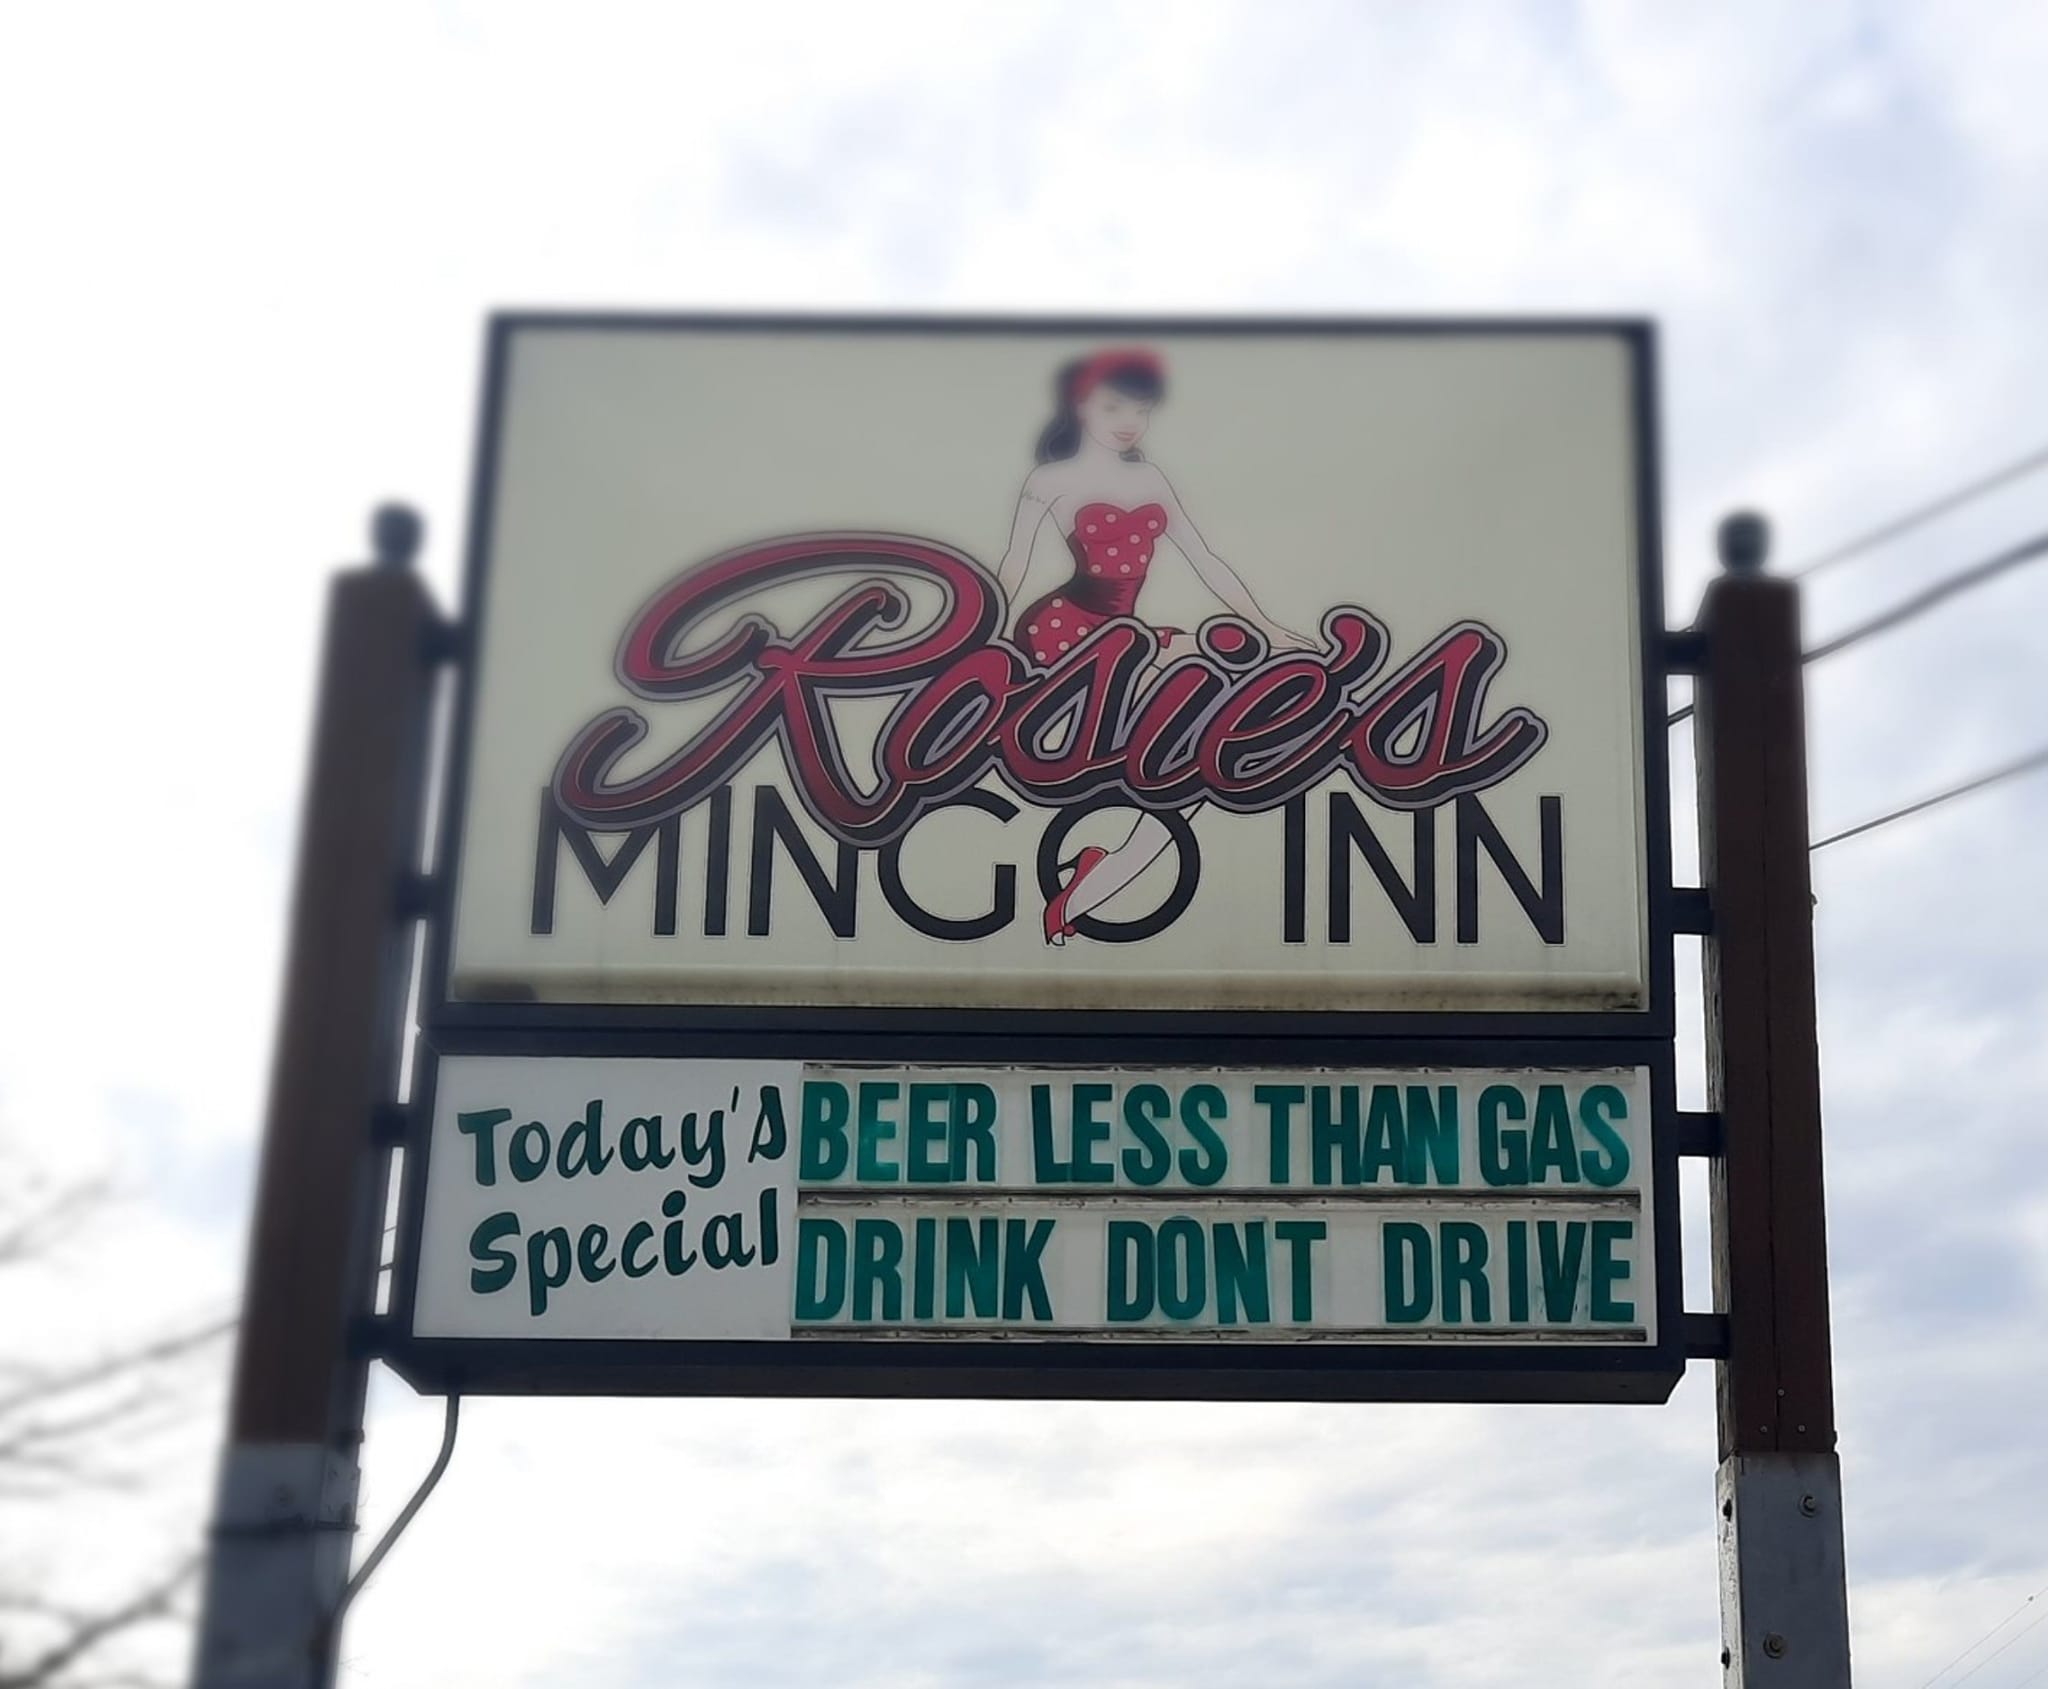 Rosie's
MINGO INN
Today's
Special
BEER LESS THAN GAS
DRINK DONT DRIVE